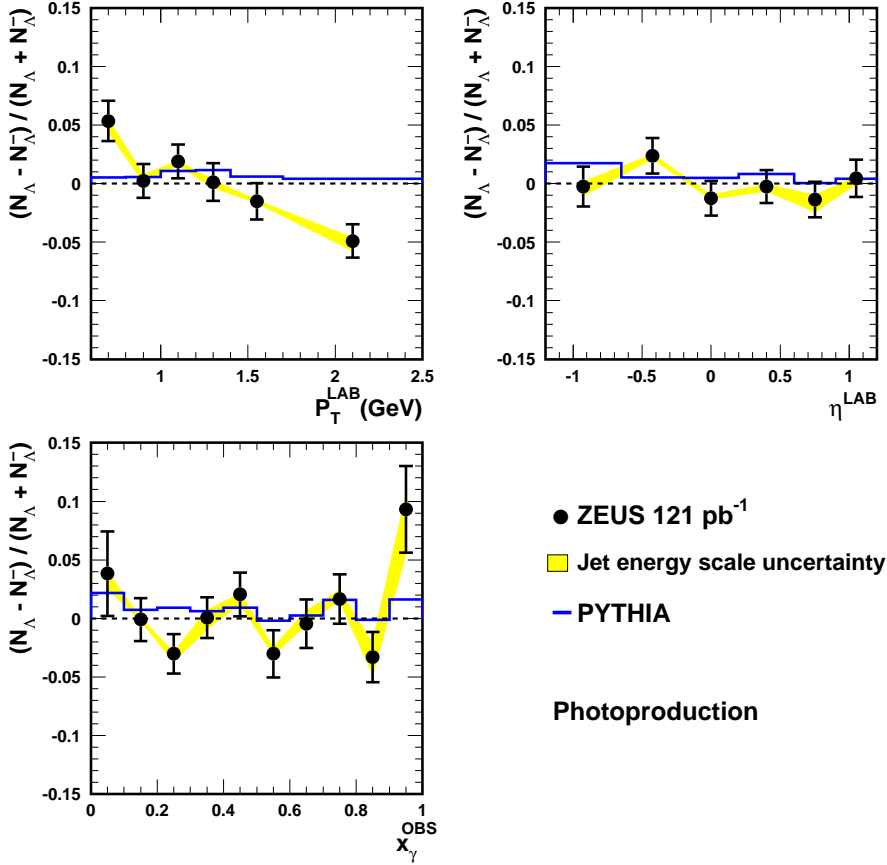 (N_Λ - N_Λ̄) / (N_Λ + N_Λ̄)
0.15
0.1
0.05
0
-0.05
-0.1
-0.15
1 1.5 2 2.5
P_T^LAB (GeV)
(N_Λ - N_Λ̄) / (N_Λ + N_Λ̄)
0.15
0.1
0.05
0
-0.05
-0.1
-0.15
-1 -0.5 0 0.5 1
η^LAB
(N_Λ - N_Λ̄) / (N_Λ + N_Λ̄)
0.15
0.1
0.05
0
-0.05
-0.1
-0.15
0 0.2 0.4 0.6 0.8 1
x_γ^OBS
ZEUS 121 pb^-1
Jet energy scale uncertainty
PYTHIA
Photoproduction